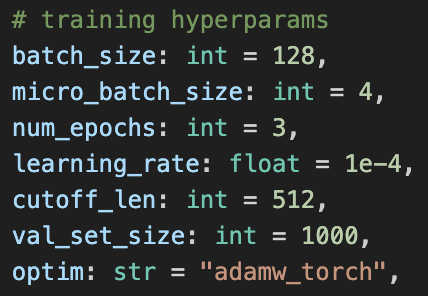 # training hyperparams
batch_size: int = 128,
micro_batch_size: int = 4,
num_epochs: int = 3,
learning_rate: float = 1e-4,
cutoff_len: int = 512,
val_set_size: int = 1000,
optim: str = "adamw_torch",